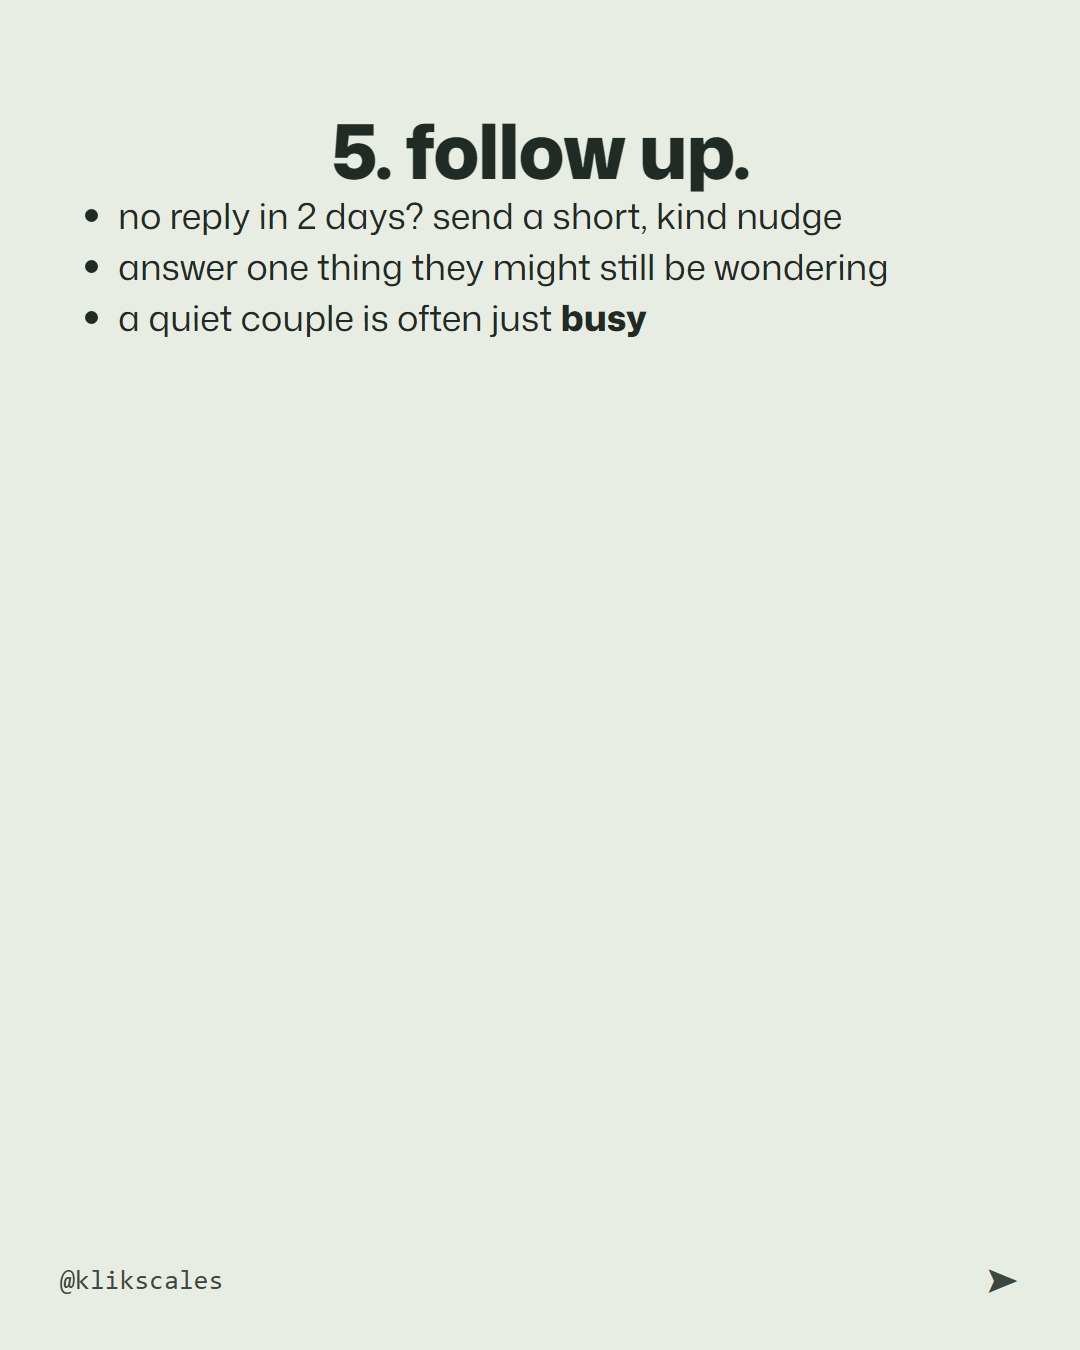 5. follow up.
• no reply in 2 days? send a short, kind nudge
• answer one thing they might still be wondering
• a quiet couple is often just busy
@klikscales